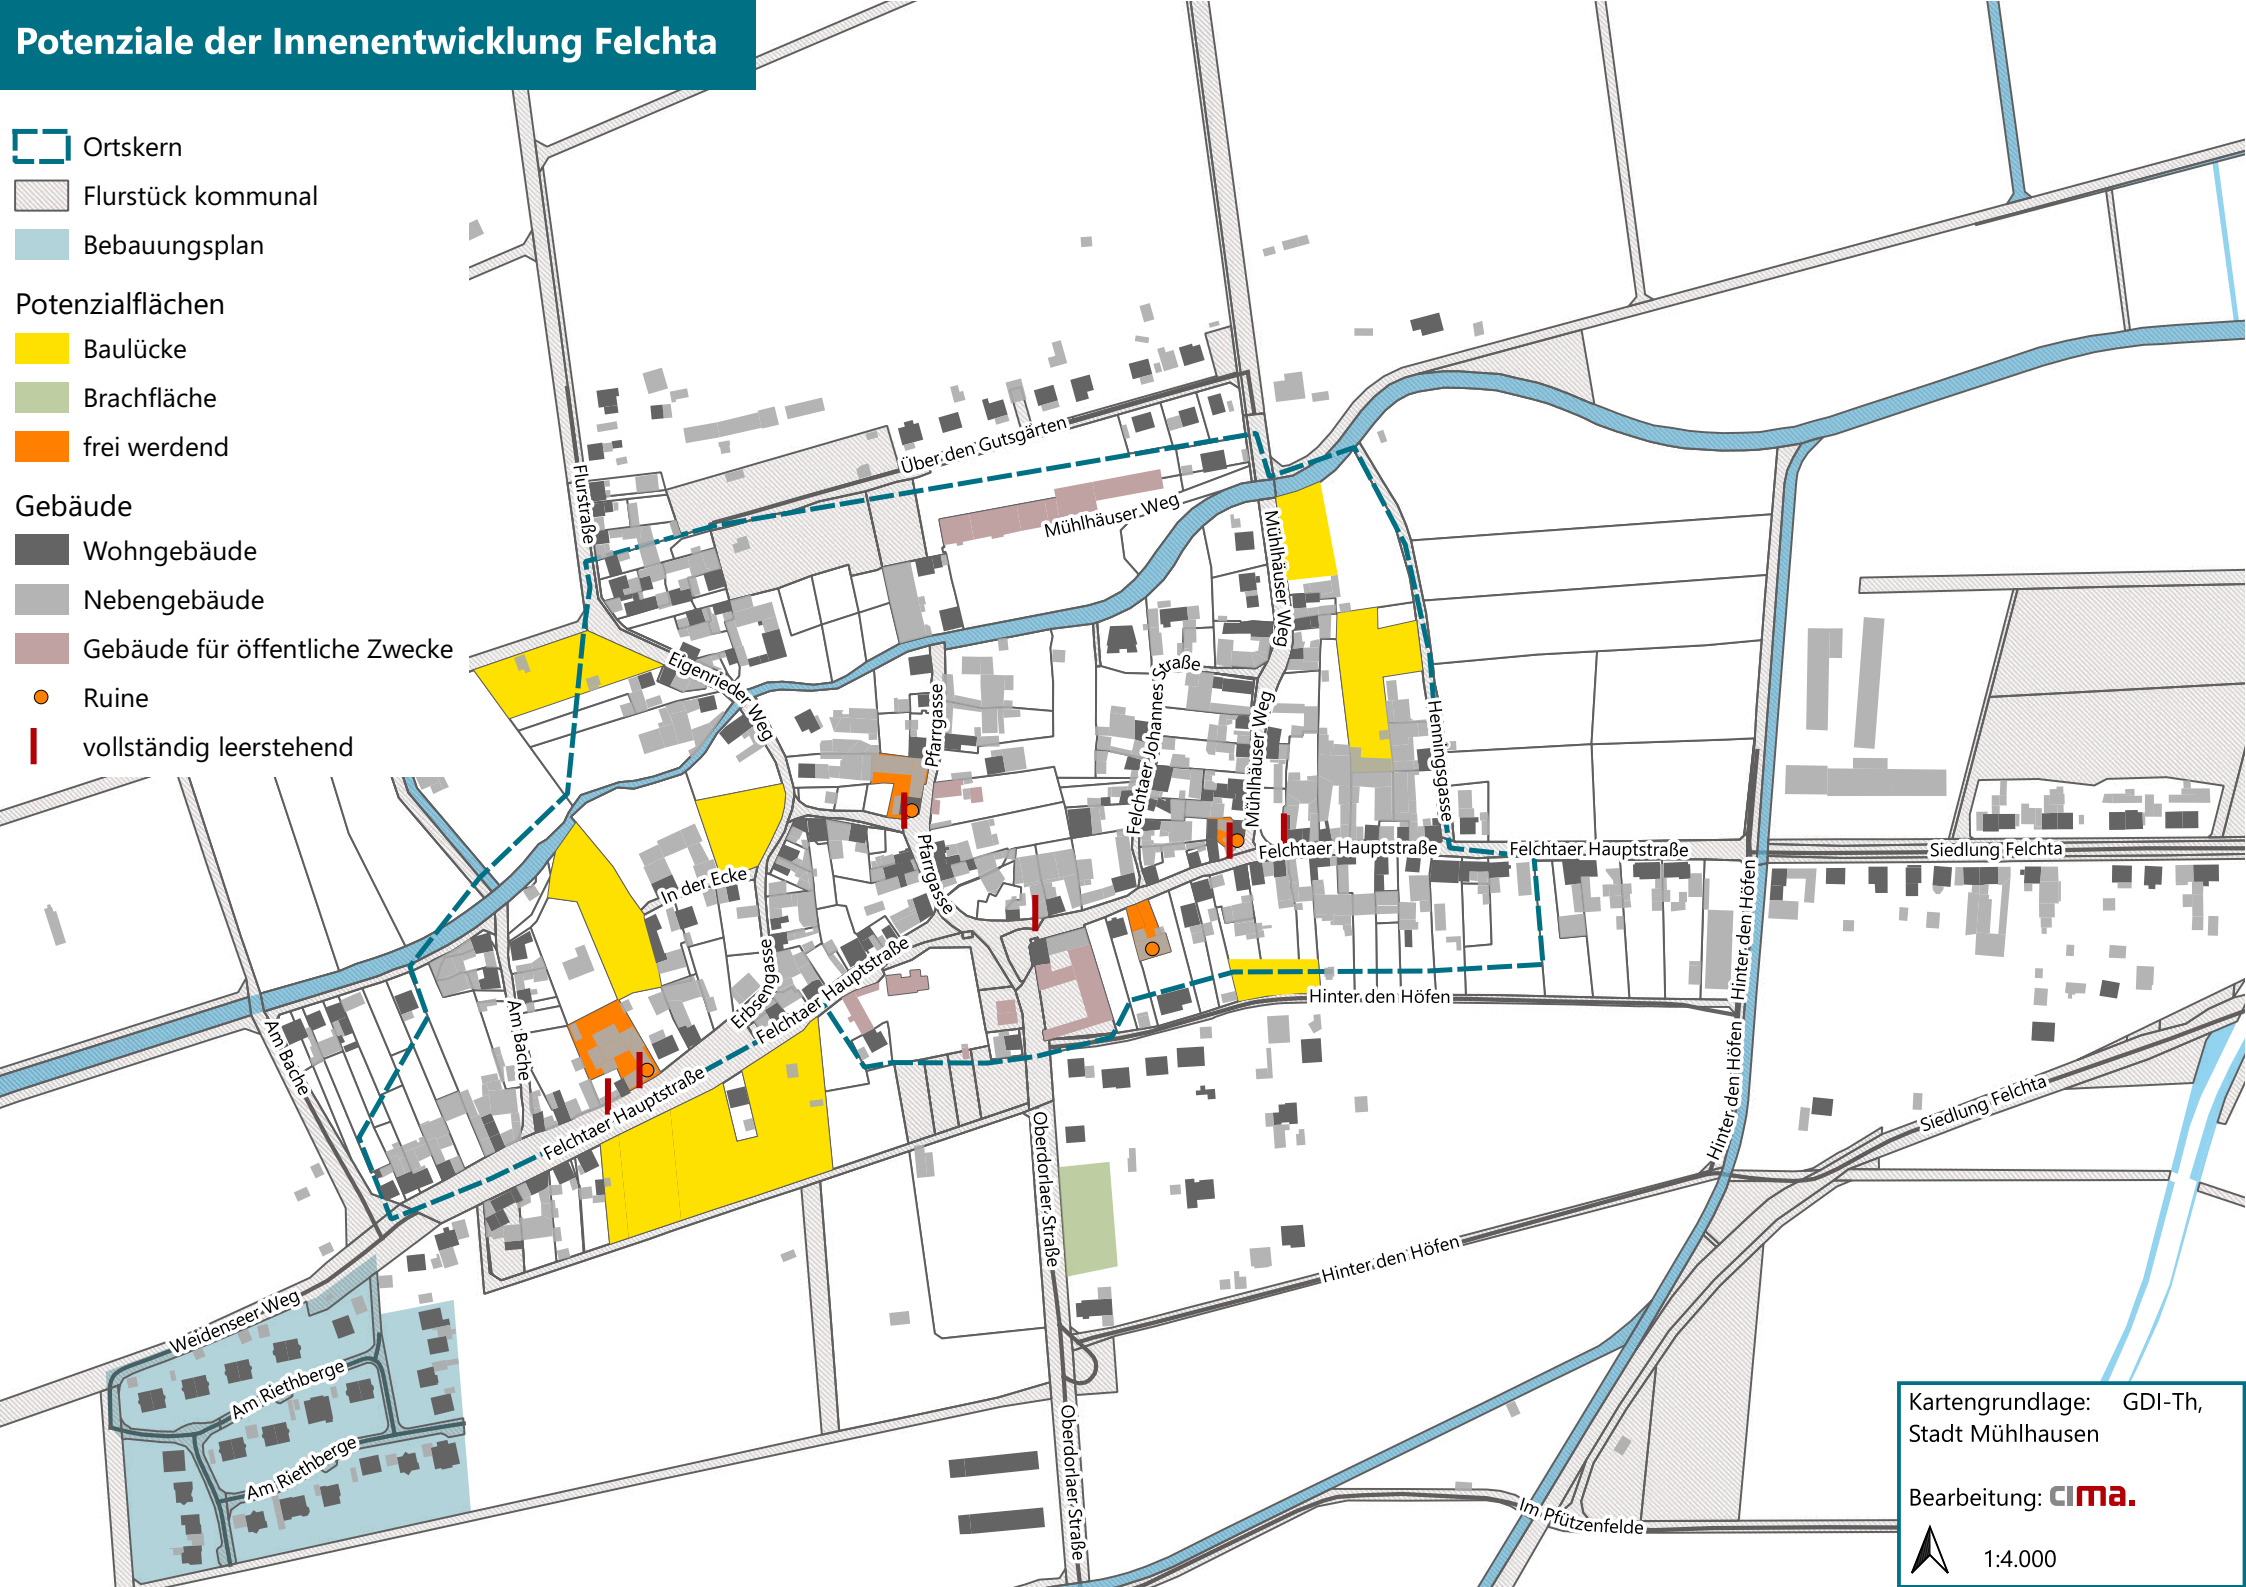 Potenziale der Innenentwicklung Felchta
Ortskern
Flurstück kommunal
Bebauungsplan
Potenzialflächen
Baulücke
Brachfläche
frei werdend
Gebäude
Wohngebäude
Nebengebäude
Gebäude für öffentliche Zwecke
Ruine
vollständig leerstehend
Über den Gutsgärten
Flurstraße
Mühlhäuser Weg
Mühlhäuser Weg
Eigenrieder Weg
Felchtaer Johannes Straße
Pfarrgasse
Mühlhäuser Weg
Henningsgasse
Felchtaer Hauptstraße
Felchtaer Hauptstraße
Siedlung Felchta
In der Ecke
Pfarrgasse
Hinter den Höfen
Erbsengasse
Felchtaer Hauptstraße
Hinter den Höfen
Am Bache
Am Bache
Felchtaer Hauptstraße
Hinter den Höfen
Siedlung Felchta
Oberdorlaer Straße
Hinter den Höfen
Weidenseer Weg
Am Riethberge
Am Riethberge
Oberdorlaer Straße
Im Pfützenfelde
Kartengrundlage: GDI-Th,
Stadt Mühlhausen
Bearbeitung: cima.
1:4.000